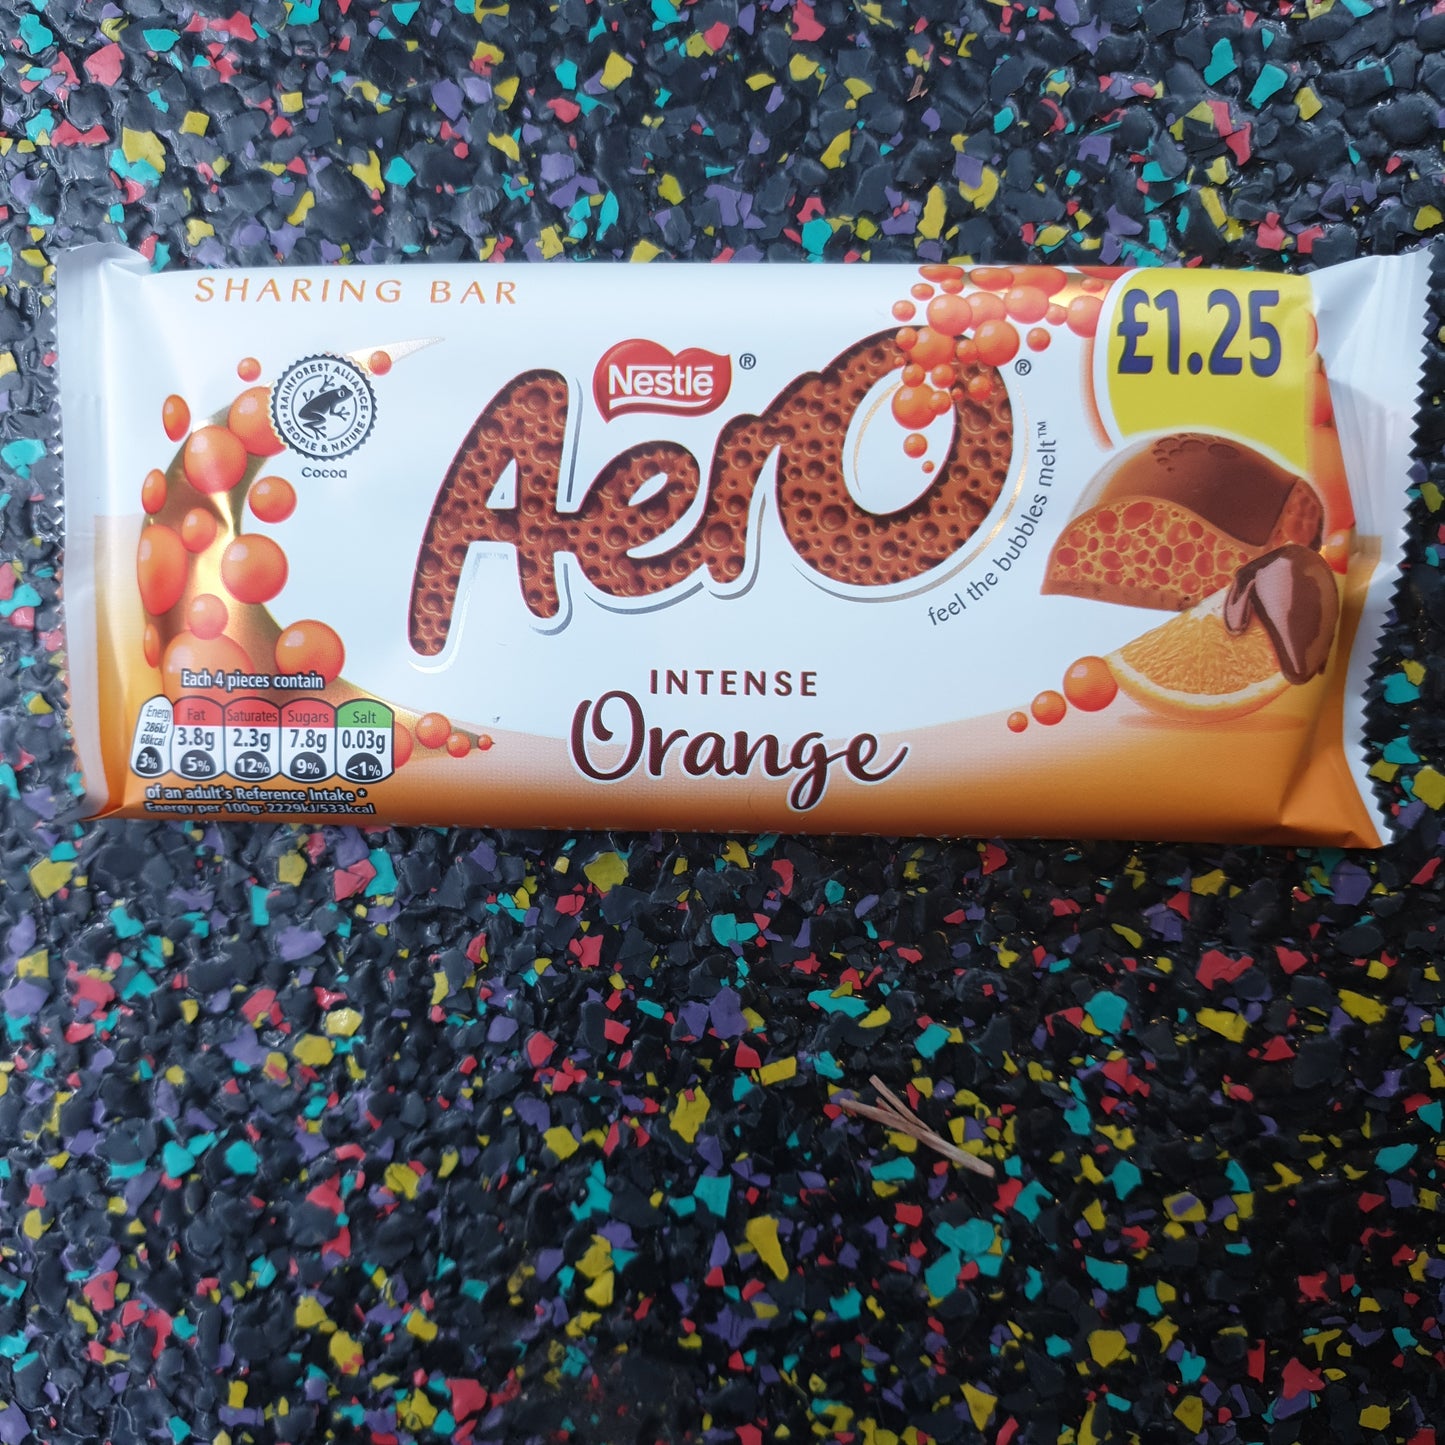 SHARING BAR
£1.25
RAINFOREST ALLIANCE
PEOPLE & NATURE
Cocoa
Nestlé ®
Aero ®
feel the bubbles melt™
INTENSE
Orange
Each 4 pieces contain
Energy Fat Saturates Sugars Salt
286kJ 3.8g 2.3g 7.8g 0.03g
68kcal
3% 5% 12% 9% <1%
of an adult's Reference Intake *
Energy per 100g: 2229kJ/533kcal